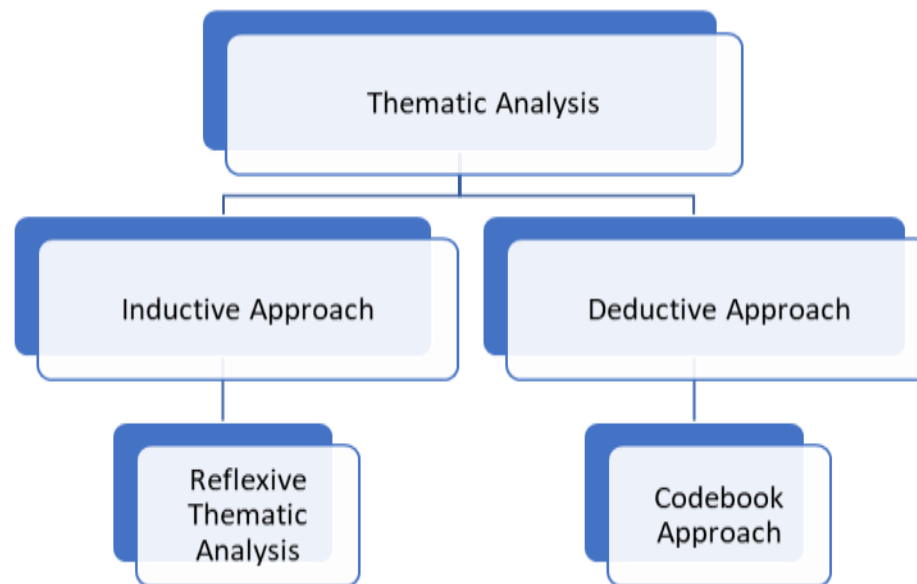 Thematic Analysis
Inductive Approach
Deductive Approach
Reflexive
Thematic
Analysis
Codebook
Approach